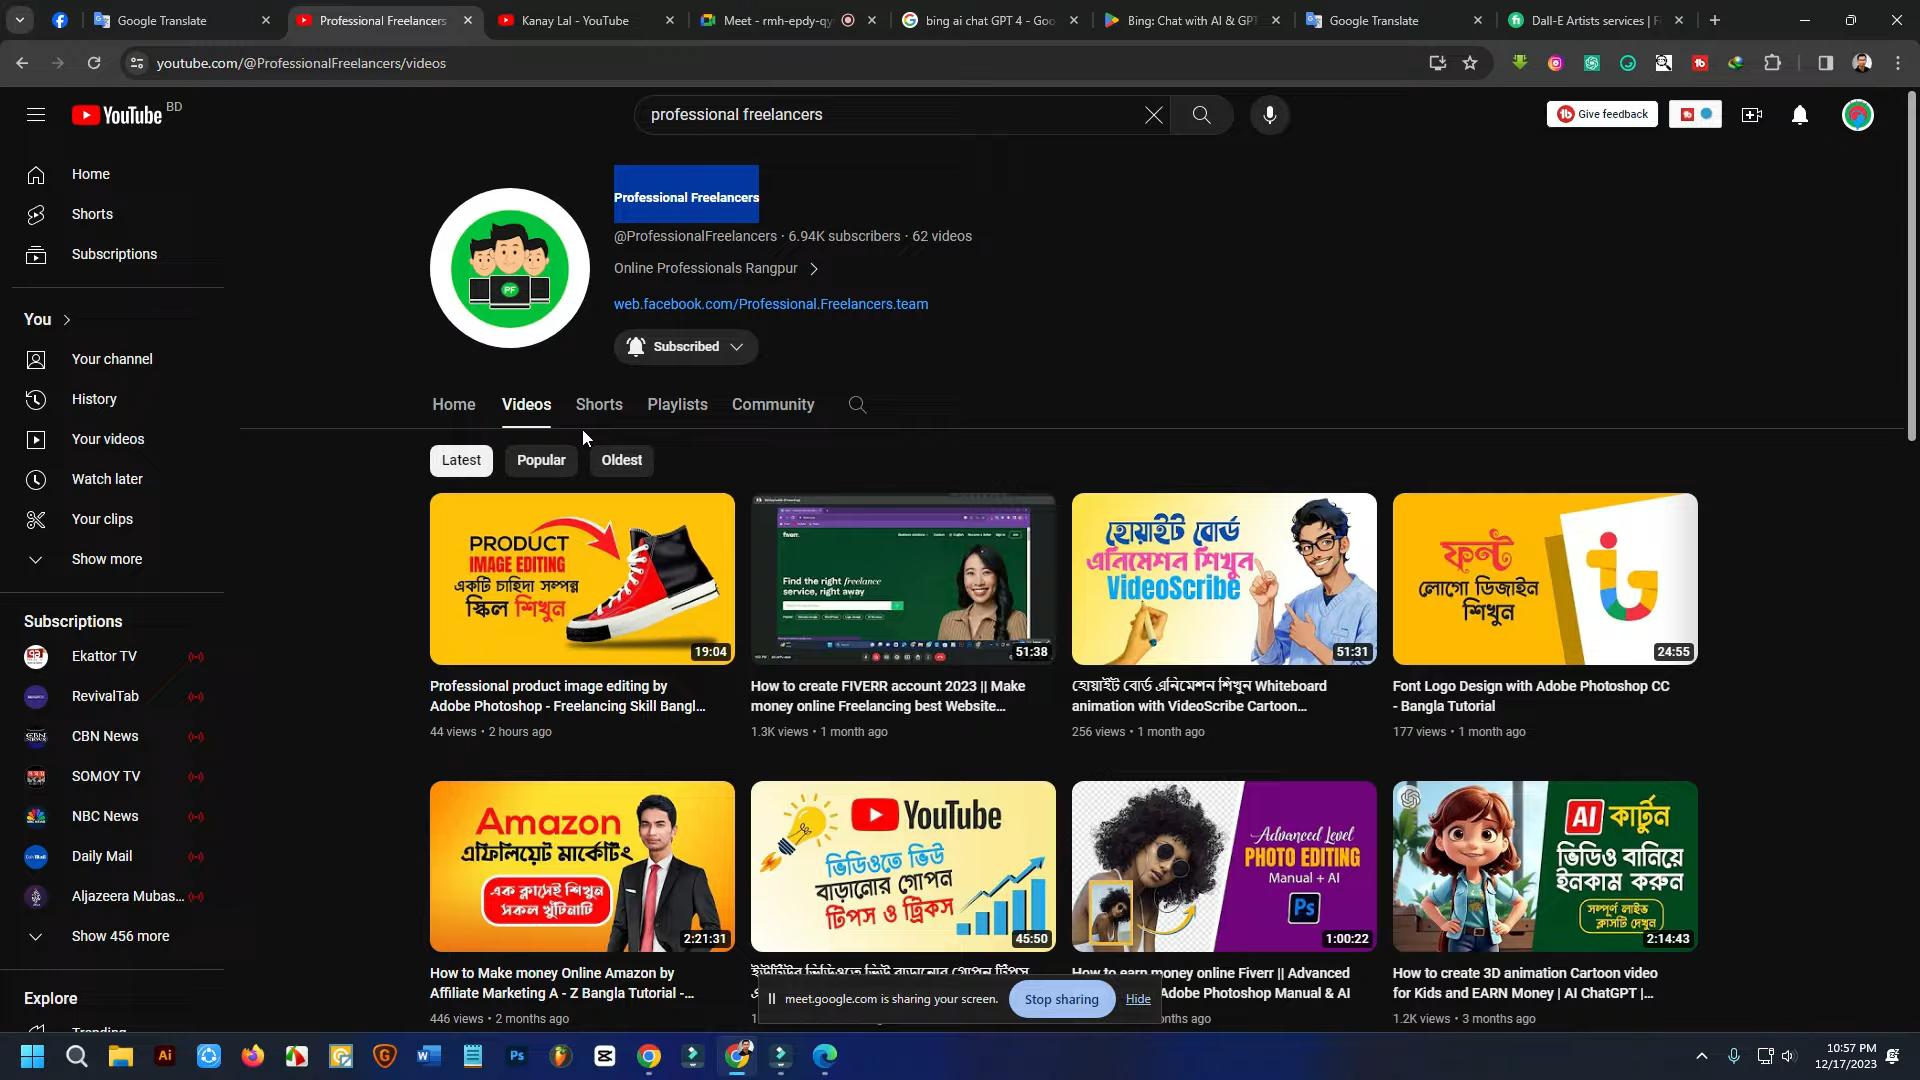 Google Translate
Professional Freelancers
Kanay Lal - YouTube
Meet - rmh-epdy-qy
bing ai chat GPT 4 - Goo
Bing: Chat with AI & GPT
Google Translate
Dall-E Artists services | F
youtube.com/@ProfessionalFreelancers/videos
YouTube BD
professional freelancers
Give feedback
Home
Shorts
Subscriptions
You
Your channel
History
Your videos
Watch later
Your clips
Show more
Subscriptions
Ekattor TV
RevivalTab
CBN News
SOMOY TV
NBC News
Daily Mail
Aljazeera Mubas...
Show 456 more
Explore
Trending
PF
Professional Freelancers
@ProfessionalFreelancers · 6.94K subscribers · 62 videos
Online Professionals Rangpur
web.facebook.com/Professional.Freelancers.team
Subscribed
Home
Videos
Shorts
Playlists
Community
Latest
Popular
Oldest
PRODUCT
IMAGE EDITING
একটি চাহিদা সম্পন্ন
স্কিল শিখুন
19:04
Professional product image editing by
Adobe Photoshop - Freelancing Skill Bangl...
44 views • 2 hours ago
fiverr.
Find the right freelance
service, right away
51:38
How to create FIVERR account 2023 || Make
money online Freelancing best Website...
1.3K views • 1 month ago
হোয়াইট বোর্ড
এনিমেশন শিখুন
VideoScribe
51:31
হোয়াইট বোর্ড এনিমেশন শিখুন Whiteboard
animation with VideoScribe Cartoon...
256 views • 1 month ago
ফন্ট
লোগো ডিজাইন
শিখুন
24:55
Font Logo Design with Adobe Photoshop CC
- Bangla Tutorial
177 views • 1 month ago
Amazon
এফিলিয়েট মার্কেটিং
এক ক্লাসেই শিখুন
সকল খুঁটিনাটি
2:21:31
How to Make money Online Amazon by
Affiliate Marketing A - Z Bangla Tutorial -...
446 views • 2 months ago
YouTube
ভিডিওতে ভিউ
বাড়ানোর গোপন
টিপস ও ট্রিকস
45:50
ইউটিউব ভিডিওতে ভিউ বাড়ানোর গোপন টিপস
Advanced Level
PHOTO EDITING
Manual + AI
Ps
1:00:22
How to earn money online Fiverr || Advanced
Adobe Photoshop Manual & AI
AI কার্টুন
ভিডিও বানিয়ে
ইনকাম করুন
সম্পূর্ণ লাইভ
ক্লাসটি দেখুন
2:14:43
How to create 3D animation Cartoon video
for Kids and EARN Money | AI ChatGPT |...
1.2K views • 3 months ago
meet.google.com is sharing your screen.
Stop sharing
Hide
10:57 PM
12/17/2023